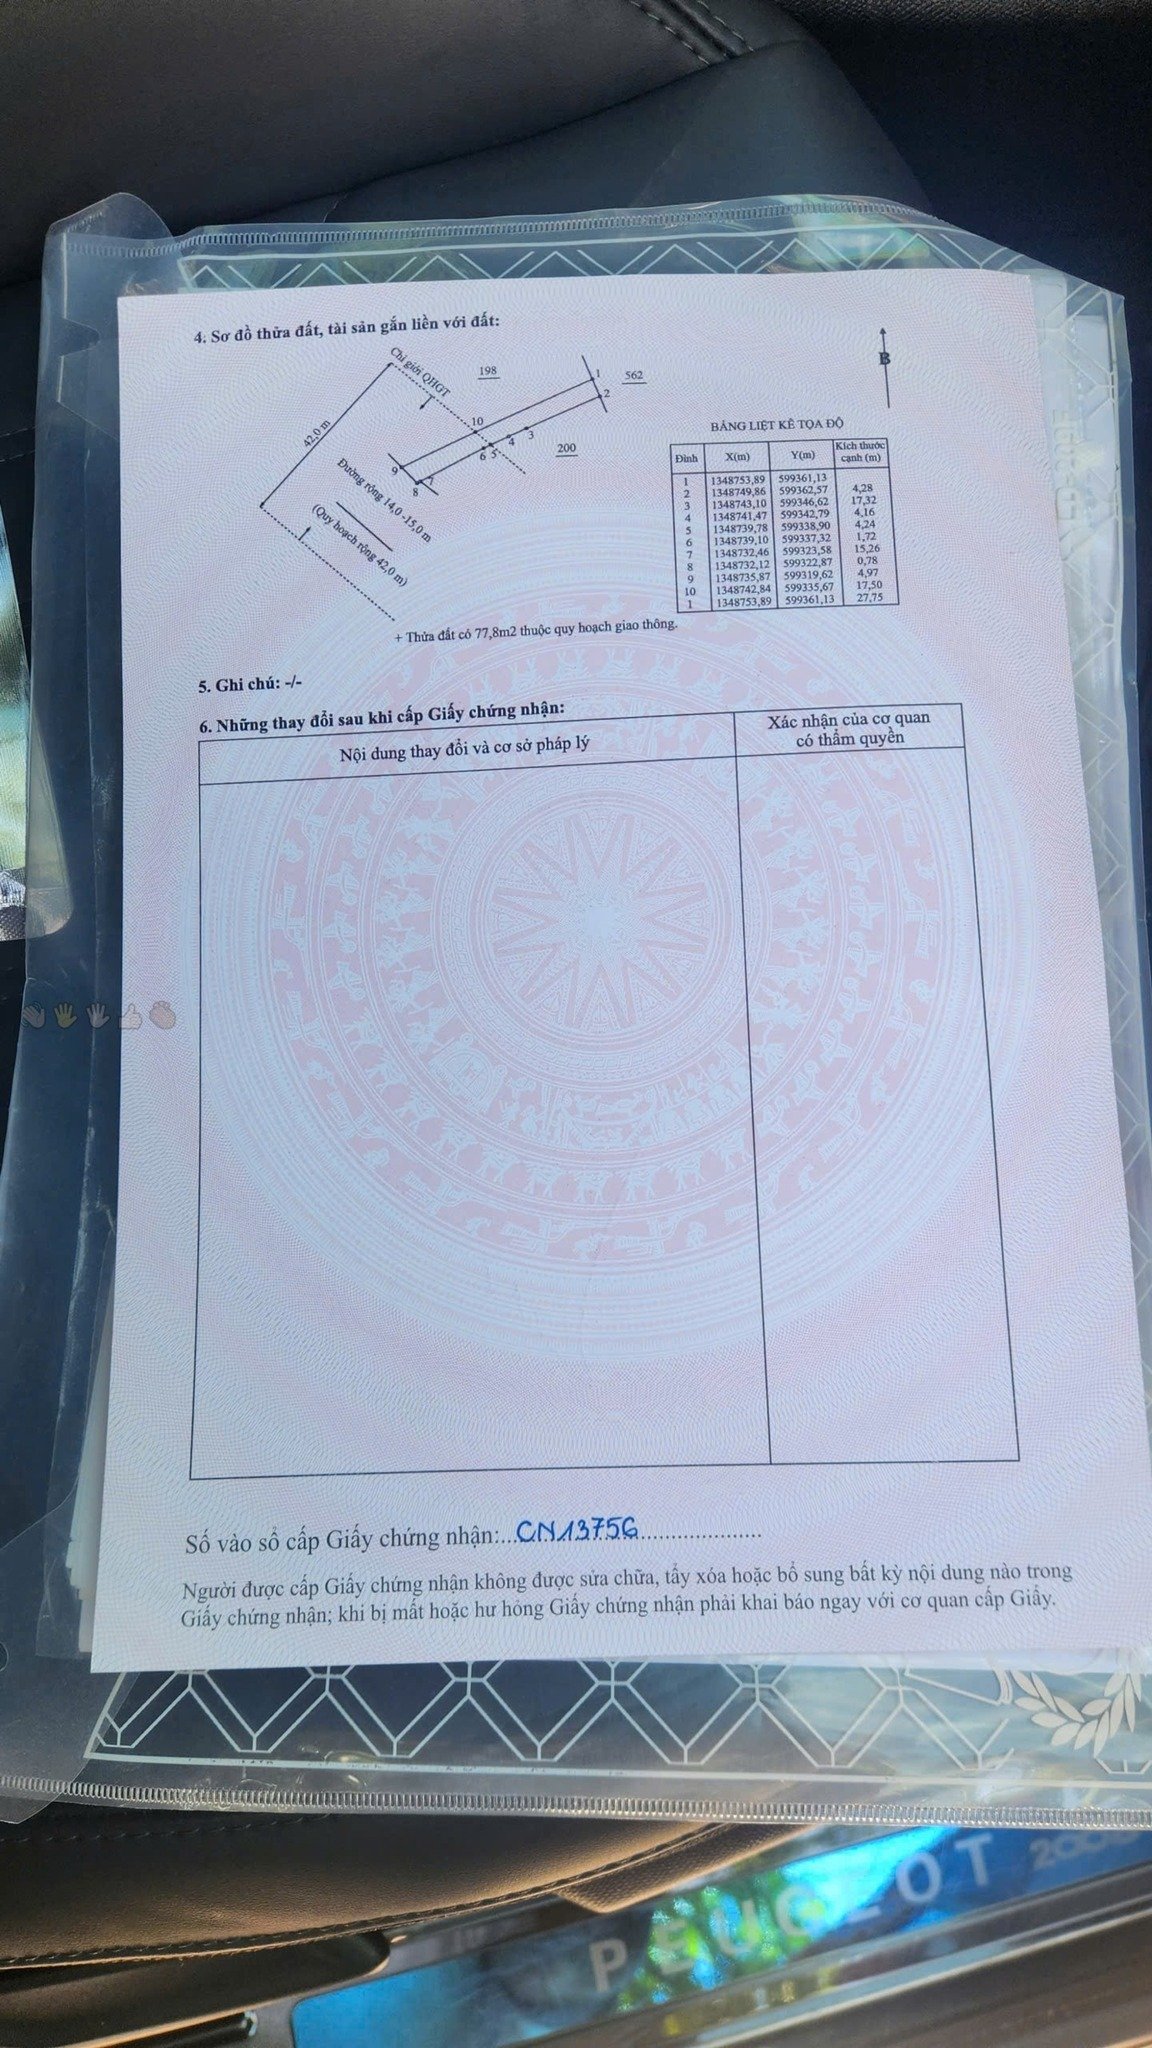 4. Sơ đồ thửa đất, tài sản gắn liền với đất:
Chỉ giới QHGT
198
562
B
42,0 m
1
2
10
3
4
5
6
200
9
8
Đường rộng 14,0 -15,0 m
(Quy hoạch rộng 42,0 m)
BẢNG LIỆT KÊ TỌA ĐỘ
Đỉnh X(m) Y(m) Kích thước cạnh (m)
1 1348753,89 599361,13
4,28
2 1348749,86 599362,57
17,32
3 1348743,10 599346,62
4,16
4 1348741,47 599342,79
4,24
5 1348739,78 599338,90
1,72
6 1348739,10 599337,32
15,26
7 1348732,46 599323,58
0,78
8 1348732,12 599322,87
4,97
9 1348735,87 599319,62
17,50
10 1348742,84 599335,67
27,75
1 1348753,89 599361,13
+ Thửa đất có 77,8m2 thuộc quy hoạch giao thông.
5. Ghi chú: -/-
6. Những thay đổi sau khi cấp Giấy chứng nhận:
Nội dung thay đổi và cơ sở pháp lý
Xác nhận của cơ quan
có thẩm quyền
Số vào sổ cấp Giấy chứng nhận:...CN13756.....................
Người được cấp Giấy chứng nhận không được sửa chữa, tẩy xóa hoặc bổ sung bất kỳ nội dung nào trong
Giấy chứng nhận; khi bị mất hoặc hư hỏng Giấy chứng nhận phải khai báo ngay với cơ quan cấp Giấy.
PEUGEOT 2008